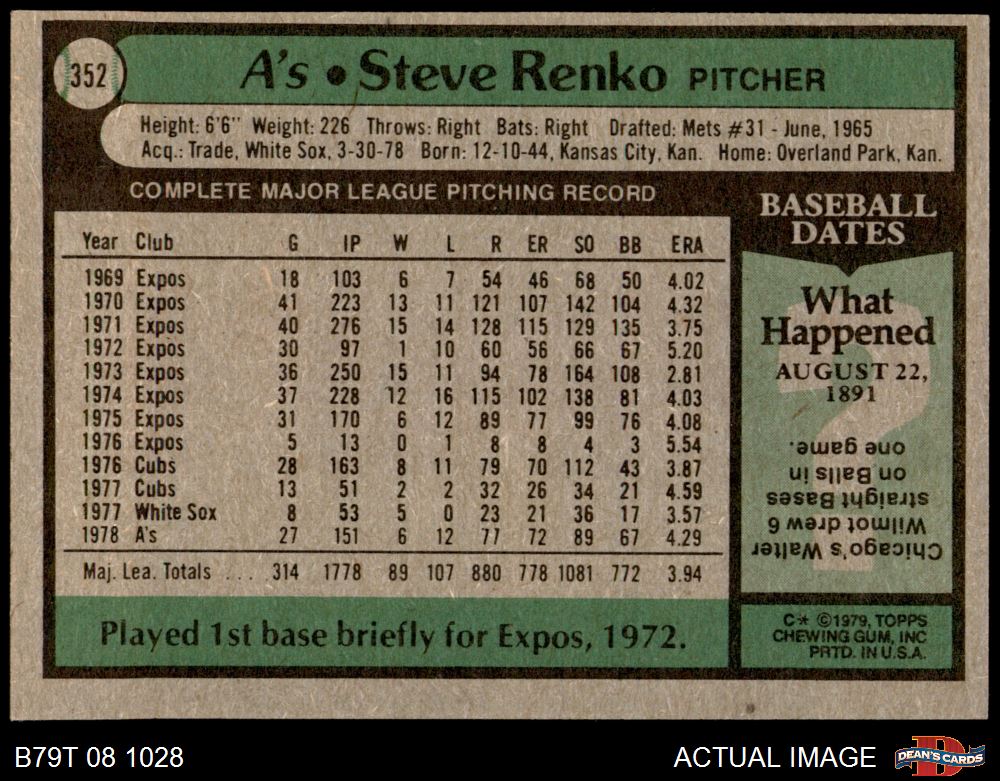 352
A's • Steve Renko PITCHER
Height: 6'6" Weight: 226 Throws: Right Bats: Right Drafted: Mets #31 - June, 1965
Acq.: Trade, White Sox, 3-30-78 Born: 12-10-44, Kansas City, Kan. Home: Overland Park, Kan.
COMPLETE MAJOR LEAGUE PITCHING RECORD
Year Club G IP W L R ER SO BB ERA
1969 Expos 18 103 6 7 54 46 68 50 4.02
1970 Expos 41 223 13 11 121 107 142 104 4.32
1971 Expos 40 276 15 14 128 115 129 135 3.75
1972 Expos 30 97 1 10 60 56 66 67 5.20
1973 Expos 36 250 15 11 94 78 164 108 2.81
1974 Expos 37 228 12 16 115 102 138 81 4.03
1975 Expos 31 170 6 12 89 77 99 76 4.08
1976 Expos 5 13 0 1 8 8 4 3 5.54
1976 Cubs 28 163 8 11 79 70 112 43 3.87
1977 Cubs 13 51 2 2 32 26 34 21 4.59
1977 White Sox 8 53 5 0 23 21 36 17 3.57
1978 A's 27 151 6 12 77 72 89 67 4.29
Maj. Lea. Totals ... 314 1778 89 107 880 778 1081 772 3.94
Played 1st base briefly for Expos, 1972.
BASEBALL
DATES
What
Happened
AUGUST 22,
1891
Chicago's Walter
Wilmot drew 6
straight Bases
on Balls in
one game.
C* ©1979, TOPPS
CHEWING GUM, INC
PRTD. IN U.S.A.
B79T 08 1028
ACTUAL IMAGE
D
DEAN'S CARDS